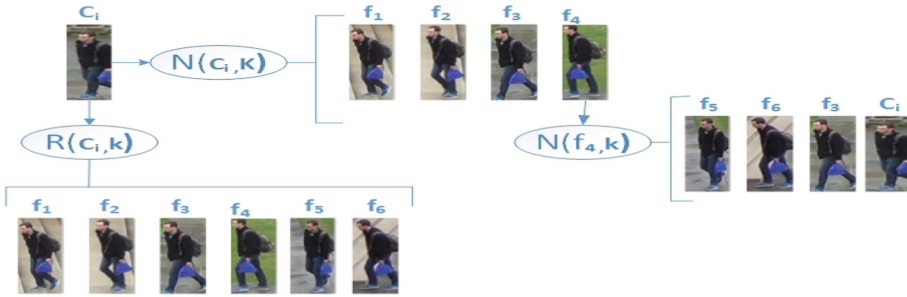 Cᵢ f₁ f₂ f₃ f₄
N(cᵢ,K)
f₅ f₆ f₃ Cᵢ
R(cᵢ,k) N(f₄,k)
f₁ f₂ f₃ f₄ f₅ f₆